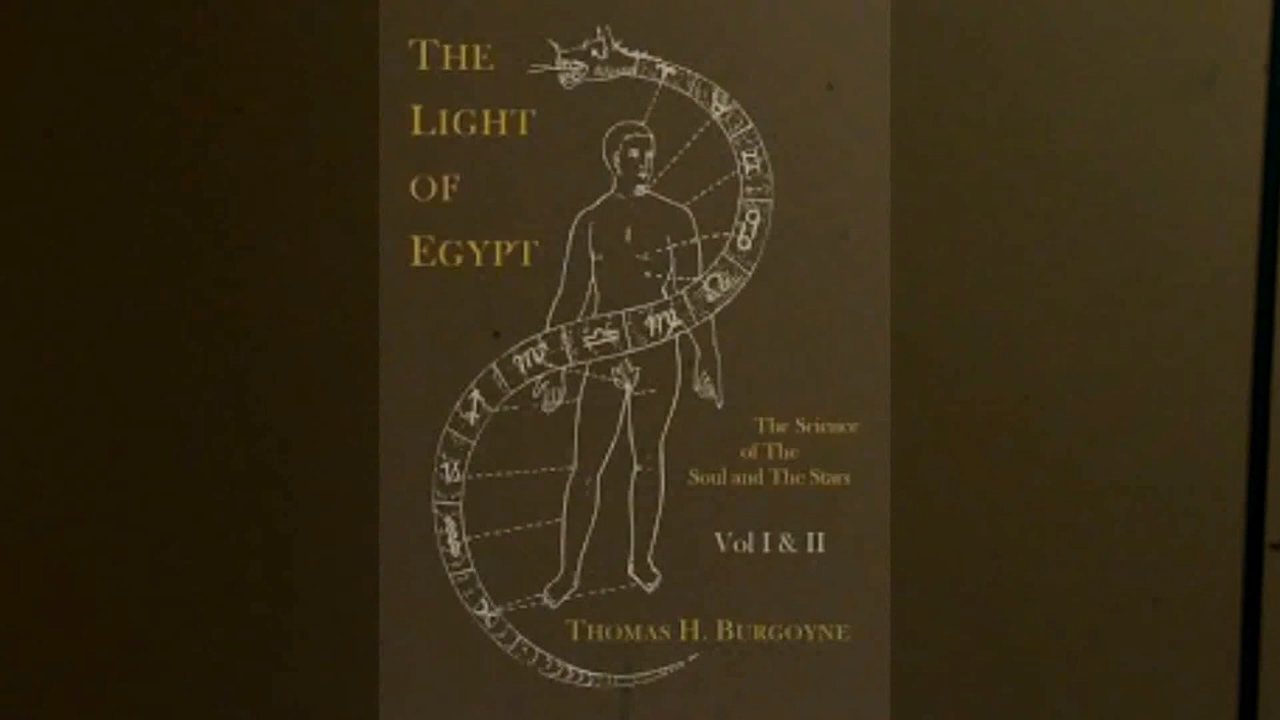 THE
LIGHT
OF
EGYPT
The Science
of The
Soul and The Stars
Vol I & II
THOMAS H. BURGOYNE